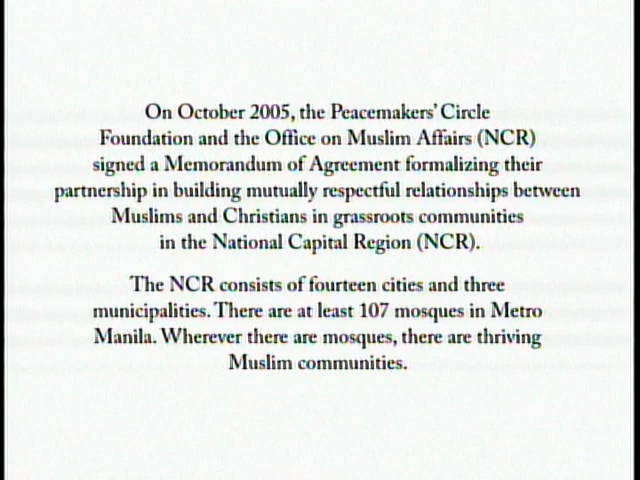 On October 2005, the Peacemakers' Circle
Foundation and the Office on Muslim Affairs (NCR)
signed a Memorandum of Agreement formalizing their
partnership in building mutually respectful relationships between
Muslims and Christians in grassroots communities
in the National Capital Region (NCR).
The NCR consists of fourteen cities and three
municipalities. There are at least 107 mosques in Metro
Manila. Wherever there are mosques, there are thriving
Muslim communities.